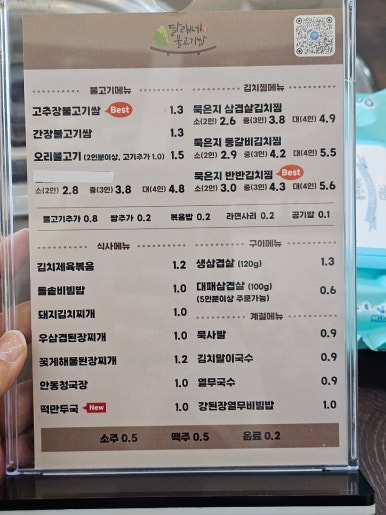 달래네
불고기쌈
불고기메뉴
고추장불고기쌈 Best 1.3
간장불고기쌈 1.3
오리불고기 (2인분이상, 고기추가 1.0) 1.5
소(2인) 2.8 중(3인) 3.8 대(4인) 4.8
김치찜메뉴
묵은지 삼겹살김치찜
소(2인) 2.6 중(3인) 3.8 대(4인) 4.9
묵은지 등갈비김치찜
소(2인) 2.9 중(3인) 4.2 대(4인) 5.5
묵은지 반반김치찜 Best
소(2인) 3.0 중(3인) 4.3 대(4인) 5.6
불고기추가 0.8 쌈추가 0.2 볶음밥 0.2 라면사리 0.2 공기밥 0.1
식사메뉴
김치제육볶음 1.2
돌솥비빔밥 1.0
돼지김치찌개 1.0
우삼겹된장찌개 1.0
꽃게해물된장찌개 1.2
안동청국장 1.0
떡만두국 New 1.0
구이메뉴
생삼겹살 (120g) 1.3
대패삼겹살 (100g) 0.6
(5인분이상 주문가능)
계절메뉴
묵사발 0.9
김치말이국수 0.9
열무국수 0.9
강된장열무비빔밥 1.0
소주 0.5 맥주 0.5 음료 0.2